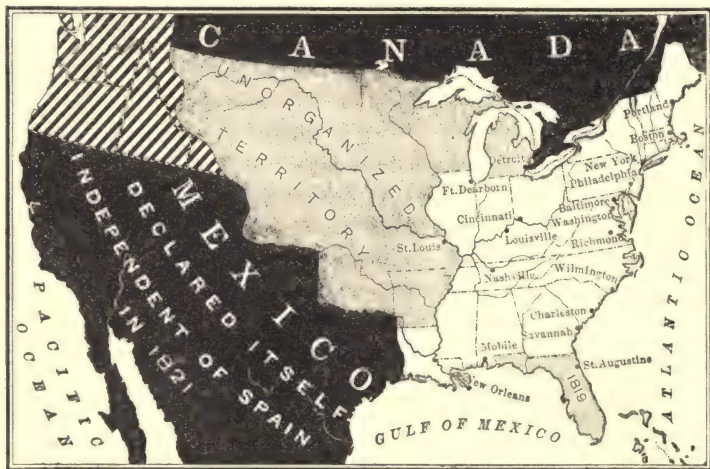 CANADA
UNORGANIZED
TERRITORY
MEXICO
DECLARED ITSELF
INDEPENDENT OF SPAIN
IN 1821
PACIFIC
OCEAN
Portland
Boston
Detroit
New York
Philadelphia
Ft. Dearborn
Baltimore
Cincinnati
Washington
Louisville
Richmond
St. Louis
Nashville
Wilmington
Charleston
Savannah
Mobile
St. Augustine
New Orleans
1819
GULF OF MEXICO
ATLANTIC OCEAN